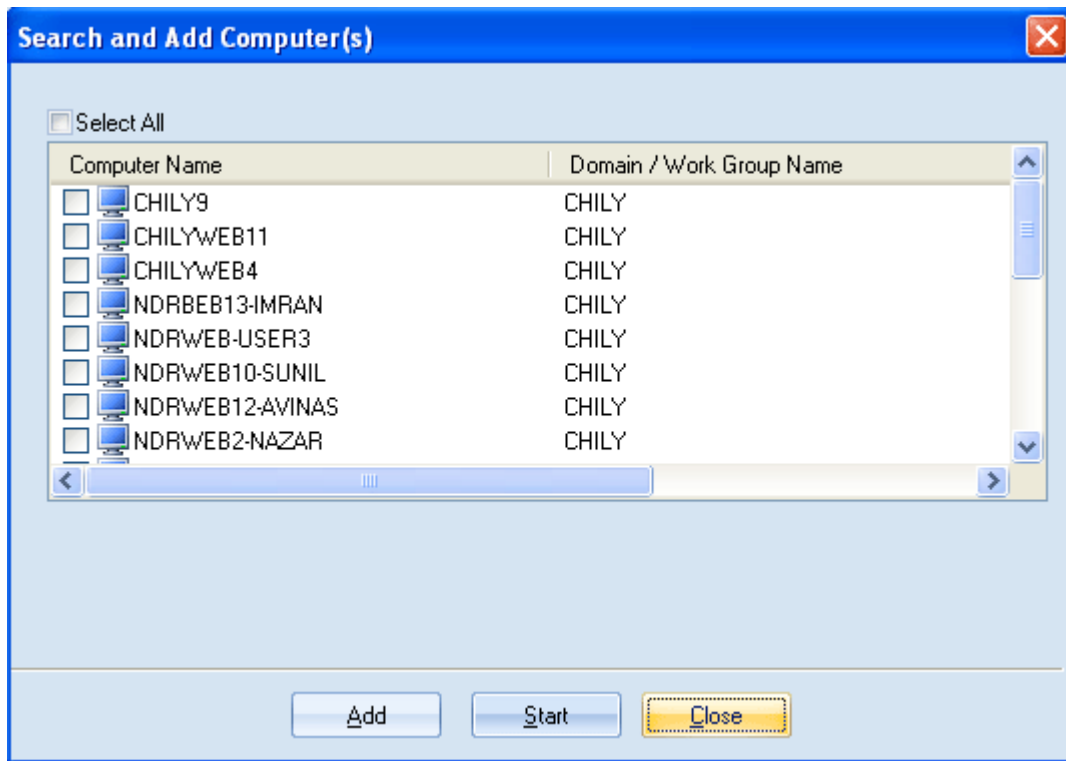 Search and Add Computer(s)
Select All
Computer Name Domain / Work Group Name
CHILY9 CHILY
CHILYWEB11 CHILY
CHILYWEB4 CHILY
NDRBEB13-IMRAN CHILY
NDRWEB-USER3 CHILY
NDRWEB10-SUNIL CHILY
NDRWEB12-AVINAS CHILY
NDRWEB2-NAZAR CHILY
Add Start Close